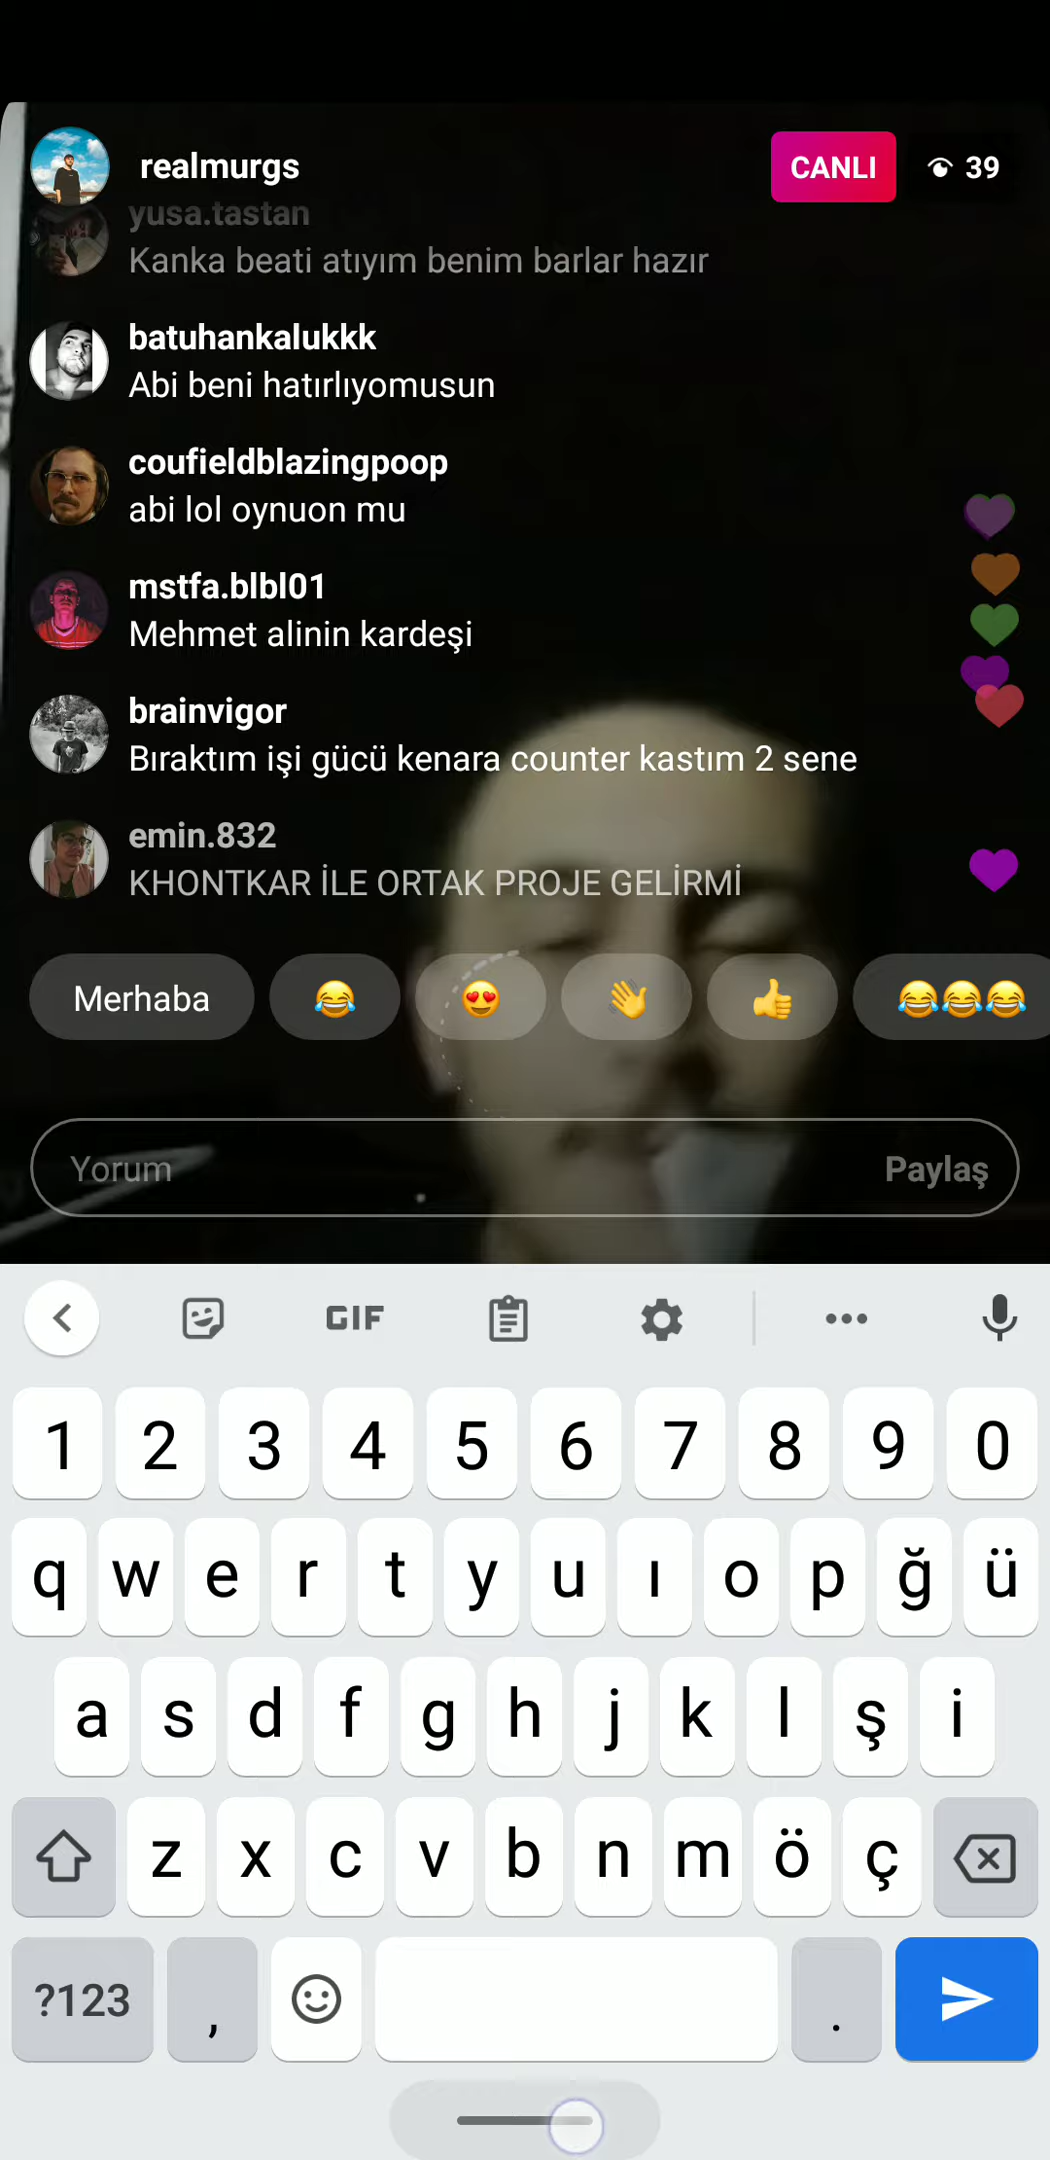 realmurgs
CANLI
39
yusa.tastan
Kanka beati atıyım benim barlar hazır
batuhankalukkk
Abi beni hatırlıyomusun
coufieldblazingpoop
abi lol oynuon mu
mstfa.blbl01
Mehmet alinin kardeşi
brainvigor
Bıraktım işi gücü kenara counter kastım 2 sene
emin.832
KHONTKAR İLE ORTAK PROJE GELİRMİ
Merhaba 😂 😍 👋 👍 😂😂😂
Yorum
Paylaş
GIF
1 2 3 4 5 6 7 8 9 0
q w e r t y u ı o p ğ ü
a s d f g h j k l ş i
z x c v b n m ö ç
?123 , .